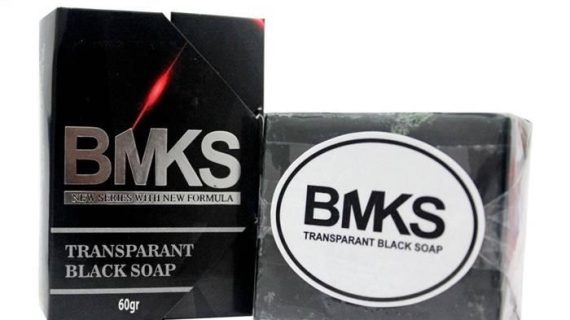 BMKS
NEW SERIES WITH NEW FORMULA
TRANSPARANT
BLACK SOAP
60gr
BMKS
TRANSPARANT BLACK SOAP